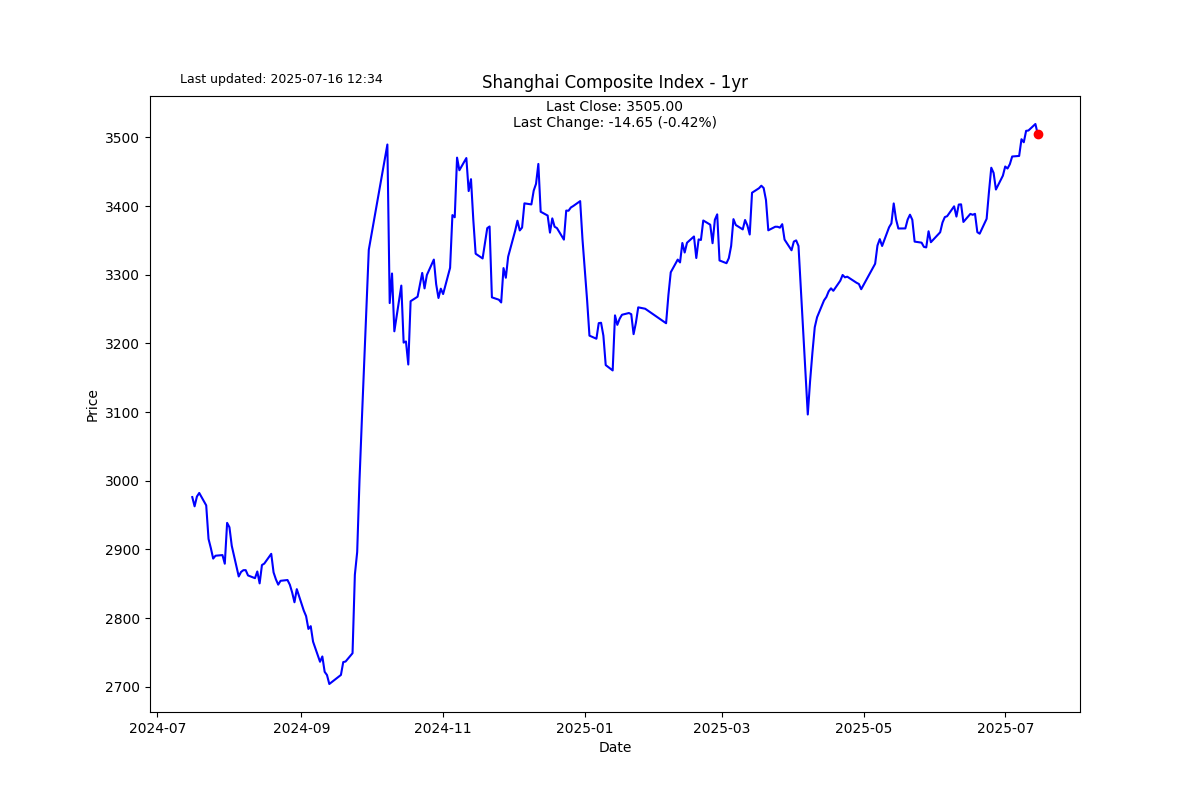 Last updated: 2025-07-16 12:34
Shanghai Composite Index - 1yr
Last Close: 3505.00
Last Change: -14.65 (-0.42%)
3500
3400
3300
3200
3100
3000
2900
2800
2700
Price
2024-07
2024-09
2024-11
2025-01
2025-03
2025-05
2025-07
Date